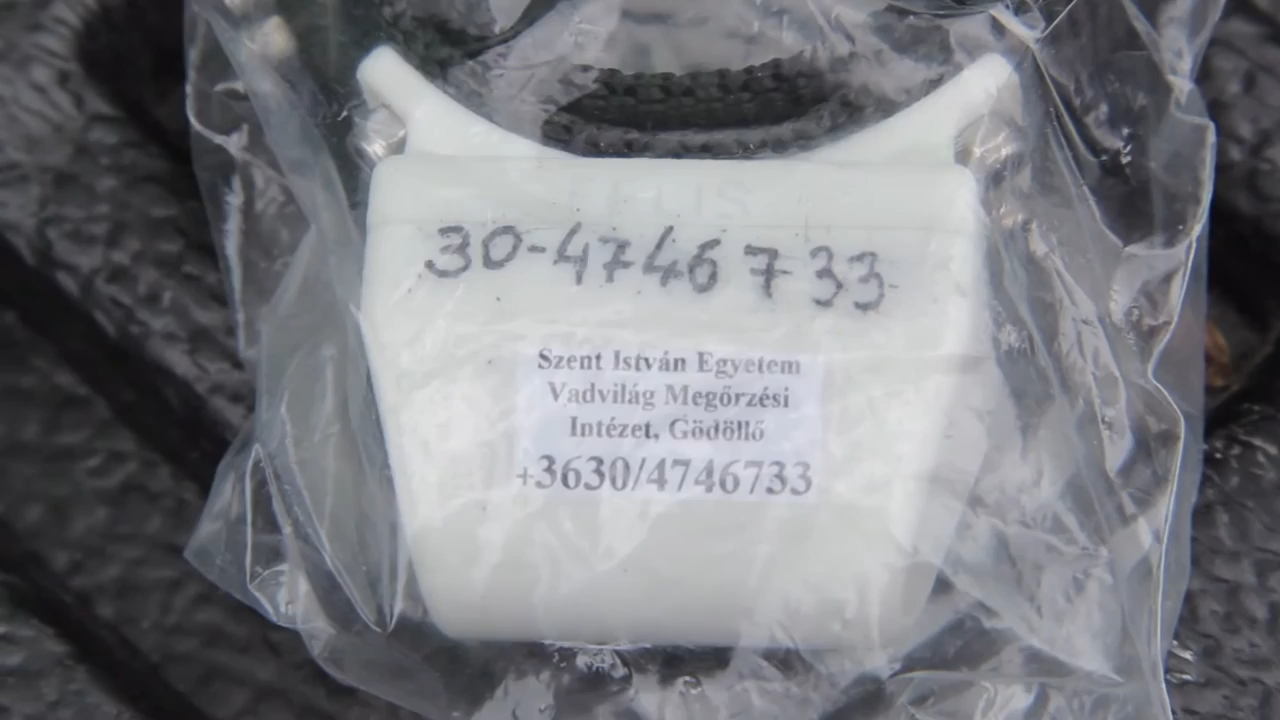 30-4746733
Szent István Egyetem
Vadvilág Megőrzési
Intézet, Gödöllő
+3630/4746733